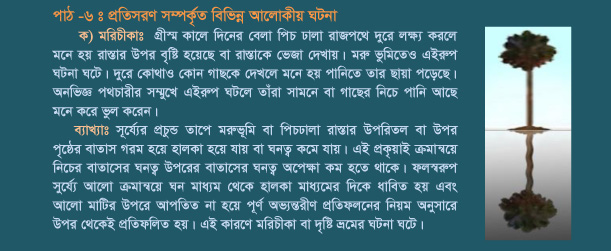 পাঠ -৬ ঃ প্রতিসরণ সম্পর্কৃত বিভিন্ন আলোকীয় ঘটনা
ক) মরিচীকাঃ গ্রীস্ম কালে দিনের বেলা পিচ ঢালা রাজপথে দুরে লক্ষ্য করলে
মনে হয় রাস্তার উপর বৃষ্টি হয়েছে বা রাস্তাকে ভেজা দেখায়। মরু ভুমিতেও এইরুপ
ঘটনা ঘটে। দুরে কোথাও কোন গাছকে দেখলে মনে হয় পানিতে তার ছায়া পড়েছে।
অনভিজ্ঞ পথচারীর সম্মুখে এইরুপ ঘটলে তাঁরা সামনে বা গাছের নিচে পানি আছে
মনে করে ভুল করেন।
ব্যাখ্যাঃ সূর্য্যের প্রচুন্ড তাপে মরুভূমি বা পিচঢালা রাস্তার উপরিতল বা উপর
পৃষ্ঠের বাতাস গরম হয়ে হালকা হয়ে যায় বা ঘনত্ব কমে যায়। এই প্রকৃয়াই ক্রমান্বয়ে
নিচের বাতাসের ঘনত্ব উপরের বাতাসের ঘনত্ব অপেক্ষা কম হতে থাকে। ফলস্বরুপ
সুর্য্যে আলো ক্রমান্বয়ে ঘন মাধ্যম থেকে হালকা মাধ্যমের দিকে ধাবিত হয় এবং
আলো মাটির উপরে আপতিত না হয়ে পূর্ণ অভ্যন্তরীণ প্রতিফলনের নিয়ম অনুসারে
উপর থেকেই প্রতিফলিত হয়। এই কারণে মরিচীকা বা দৃষ্টি ভ্রমের ঘটনা ঘটে।